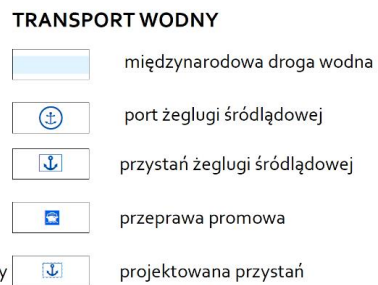 TRANSPORT WODNY
międzynarodowa droga wodna
port żeglugi śródlądowej
przystań żeglugi śródlądowej
przeprawa promowa
y
projektowana przystań